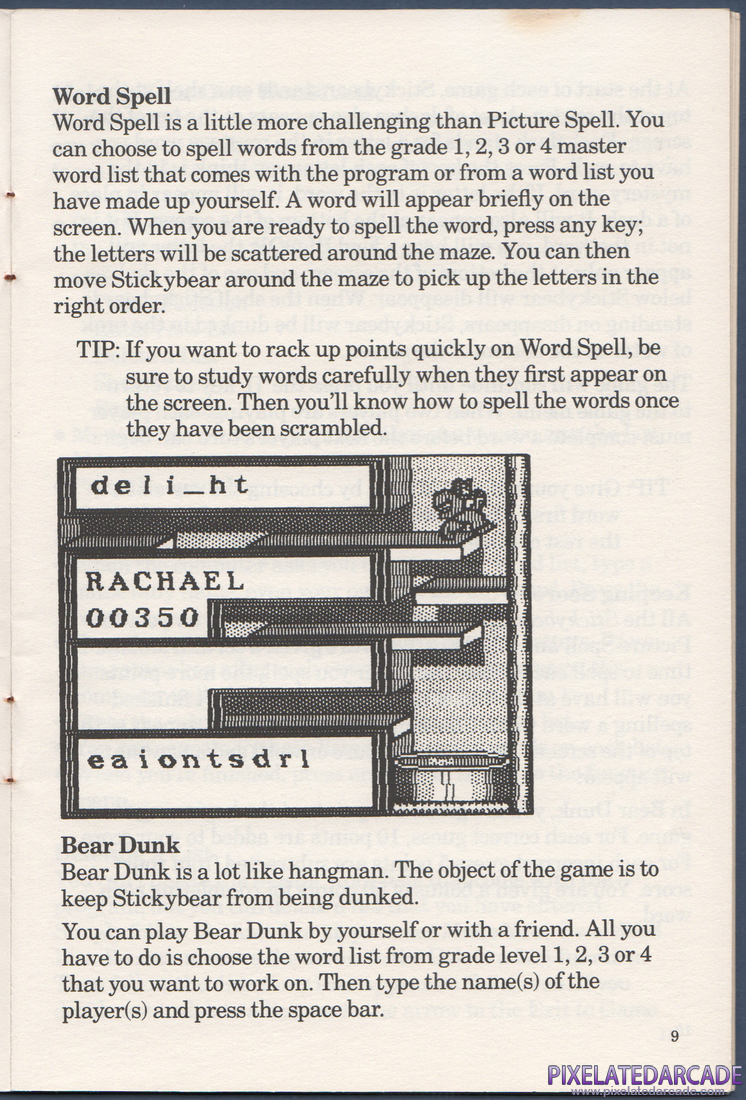 Word Spell
Word Spell is a little more challenging than Picture Spell. You
can choose to spell words from the grade 1, 2, 3 or 4 master
word list that comes with the program or from a word list you
have made up yourself. A word will appear briefly on the
screen. When you are ready to spell the word, press any key;
the letters will be scattered around the maze. You can then
move Stickybear around the maze to pick up the letters in the
right order.
TIP: If you want to rack up points quickly on Word Spell, be
sure to study words carefully when they first appear on
the screen. Then you'll know how to spell the words once
they have been scrambled.
deli_ht
RACHAEL
00350
eaiontsdrl
Bear Dunk
Bear Dunk is a lot like hangman. The object of the game is to
keep Stickybear from being dunked.
You can play Bear Dunk by yourself or with a friend. All you
have to do is choose the word list from grade level 1, 2, 3 or 4
that you want to work on. Then type the name(s) of the
player(s) and press the space bar.
9
PIXELATEDARCADE
www.pixelatedarcade.com